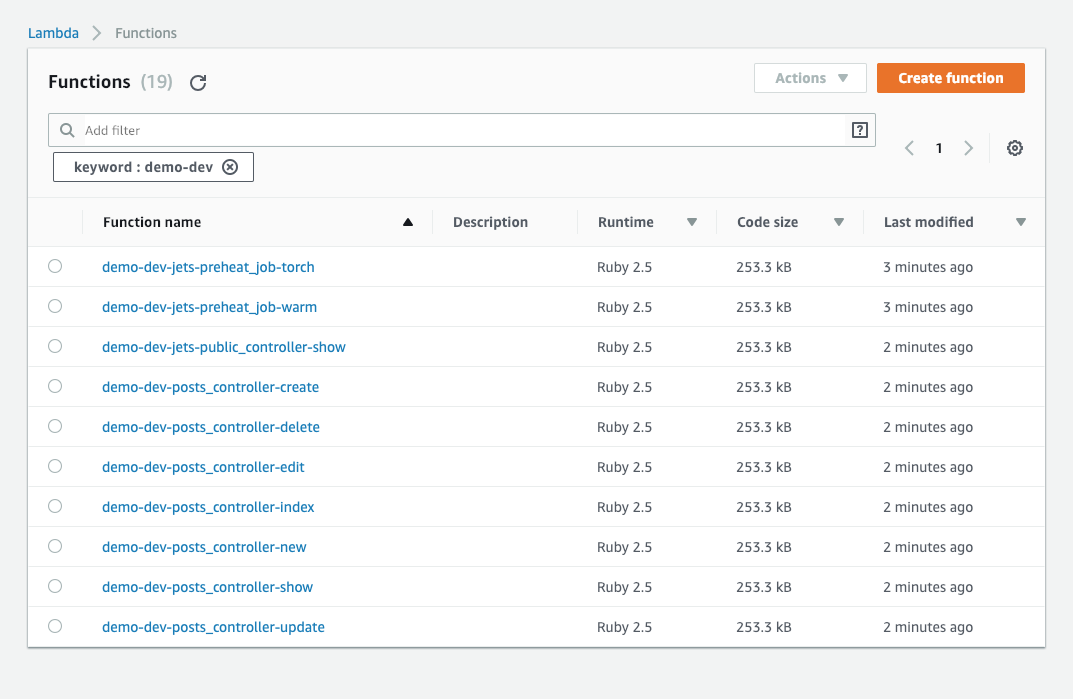 Lambda Functions
Functions (19)
Actions Create function
Add filter ?
1
keyword : demo-dev
Function name Description Runtime Code size Last modified
demo-dev-jets-preheat_job-torch Ruby 2.5 253.3 kB 3 minutes ago
demo-dev-jets-preheat_job-warm Ruby 2.5 253.3 kB 3 minutes ago
demo-dev-jets-public_controller-show Ruby 2.5 253.3 kB 2 minutes ago
demo-dev-posts_controller-create Ruby 2.5 253.3 kB 2 minutes ago
demo-dev-posts_controller-delete Ruby 2.5 253.3 kB 2 minutes ago
demo-dev-posts_controller-edit Ruby 2.5 253.3 kB 2 minutes ago
demo-dev-posts_controller-index Ruby 2.5 253.3 kB 2 minutes ago
demo-dev-posts_controller-new Ruby 2.5 253.3 kB 2 minutes ago
demo-dev-posts_controller-show Ruby 2.5 253.3 kB 2 minutes ago
demo-dev-posts_controller-update Ruby 2.5 253.3 kB 2 minutes ago